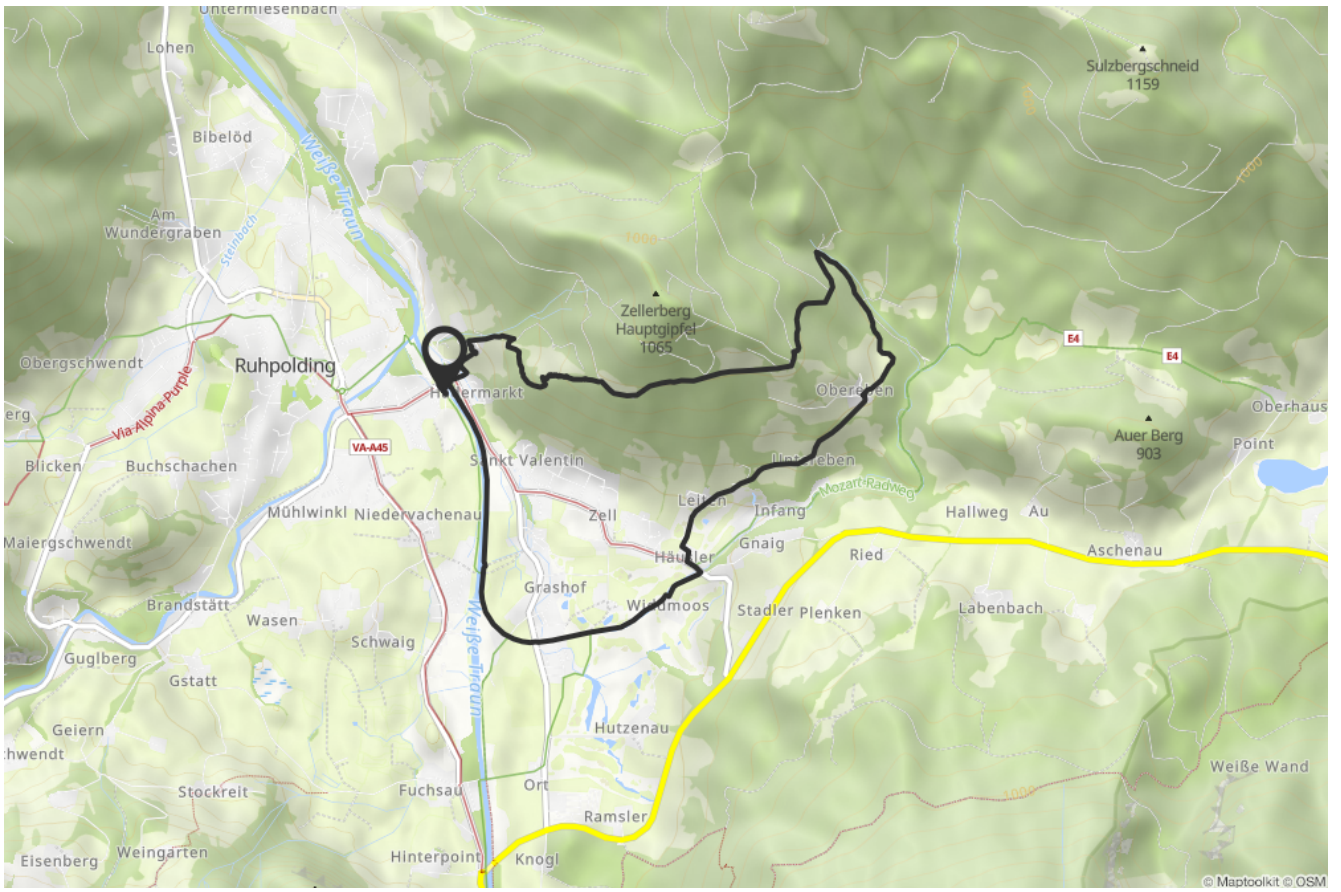 Untermiesenbach
Lohen
Sulzbergschneid
1159
Bibelöd
Weiße Traun
1000
Am
Wundergraben
Steinbach
1000
Zellerberg
Hauptgipfel
1065
E4
E4
Obergschwendt
Ruhpolding
Obereben
Oberhaus
erg
Via-Alpina-Purple
VA-A45
Auer Berg
903
Point
Blicken
Buchschachen
Sankt Valentin
Untereben
Mozart-Radweg
Leiten
Infang
Mühlwinkl
Niedervachenau
Zell
Hallweg
Au
Maiergschwendt
Gnaig
Ried
Aschenau
Grashof
Brandstätt
Wasen
Widdmoos
Stadler
Plenken
Labenbach
Schwaig
Weiße Traun
Guglberg
Gstatt
Geiern
Hutzenau
chwendt
Weiße Wand
Stockreit
Fuchsau
Ort
1000
Ramsler
Eisenberg
Weingarten
Hinterpoint
Knogl
© Maptoolkit © OSM